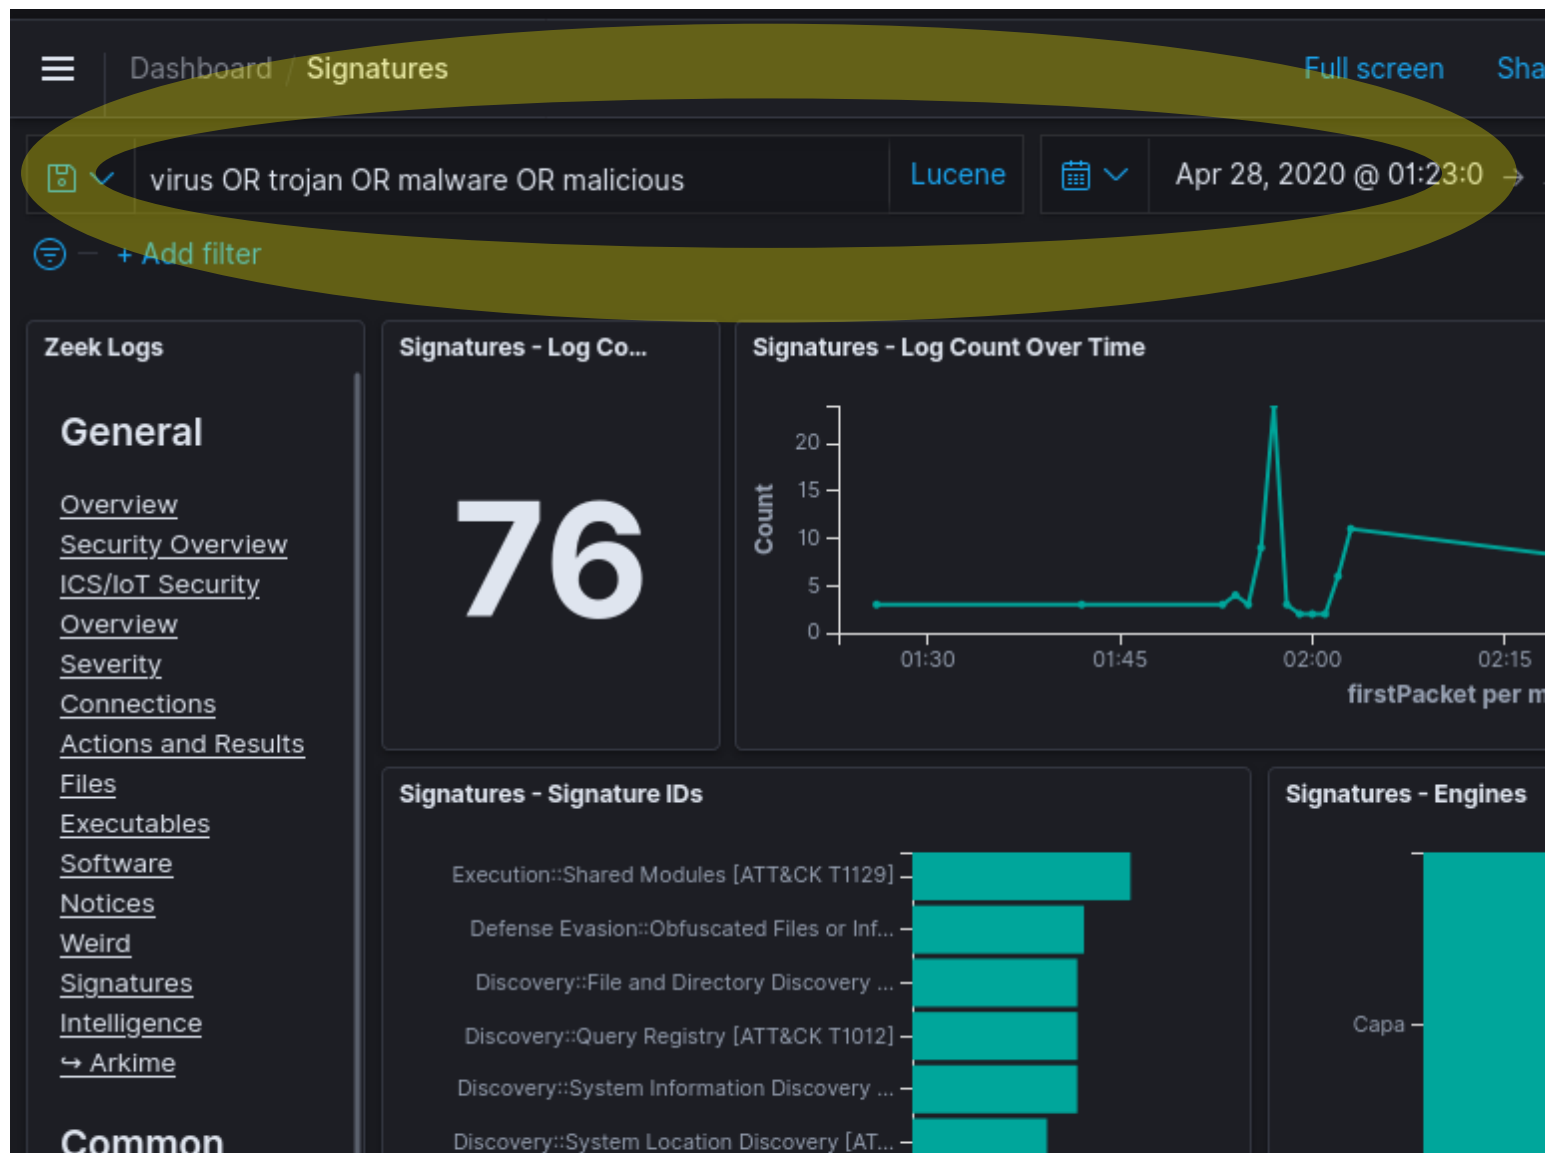 Dashboard / Signatures
Full screen Sha
virus OR trojan OR malware OR malicious
Lucene
Apr 28, 2020 @ 01:23:0 →
+ Add filter
Zeek Logs
General
Overview
Security Overview
ICS/IoT Security
Overview
Severity
Connections
Actions and Results
Files
Executables
Software
Notices
Weird
Signatures
Intelligence
↪ Arkime
Common
Signatures - Log Co...
76
Signatures - Log Count Over Time
Count
20
15
10
5
0
01:30 01:45 02:00 02:15
firstPacket per m
Signatures - Signature IDs
Execution::Shared Modules [ATT&CK T1129]
Defense Evasion::Obfuscated Files or Inf...
Discovery::File and Directory Discovery ...
Discovery::Query Registry [ATT&CK T1012]
Discovery::System Information Discovery ...
Discovery::System Location Discovery [AT...
Signatures - Engines
Capa